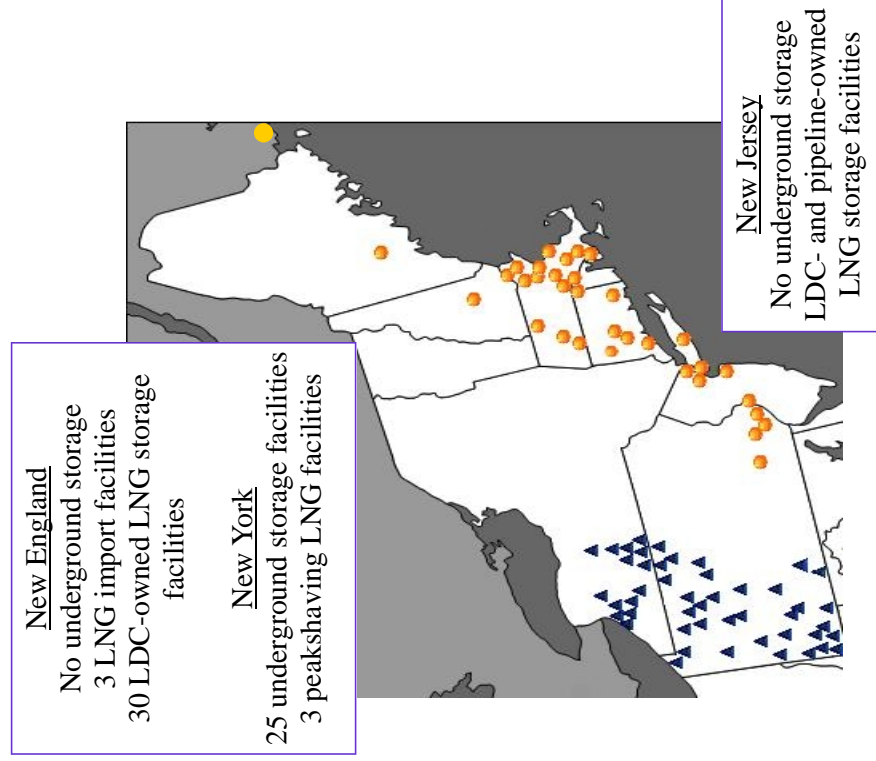 New England
No underground storage
3 LNG import facilities
30 LDC-owned LNG storage
facilities
New York
25 underground storage facilities
3 peakshaving LNG facilities
New Jersey
No underground storage
LDC- and pipeline-owned
LNG storage facilities